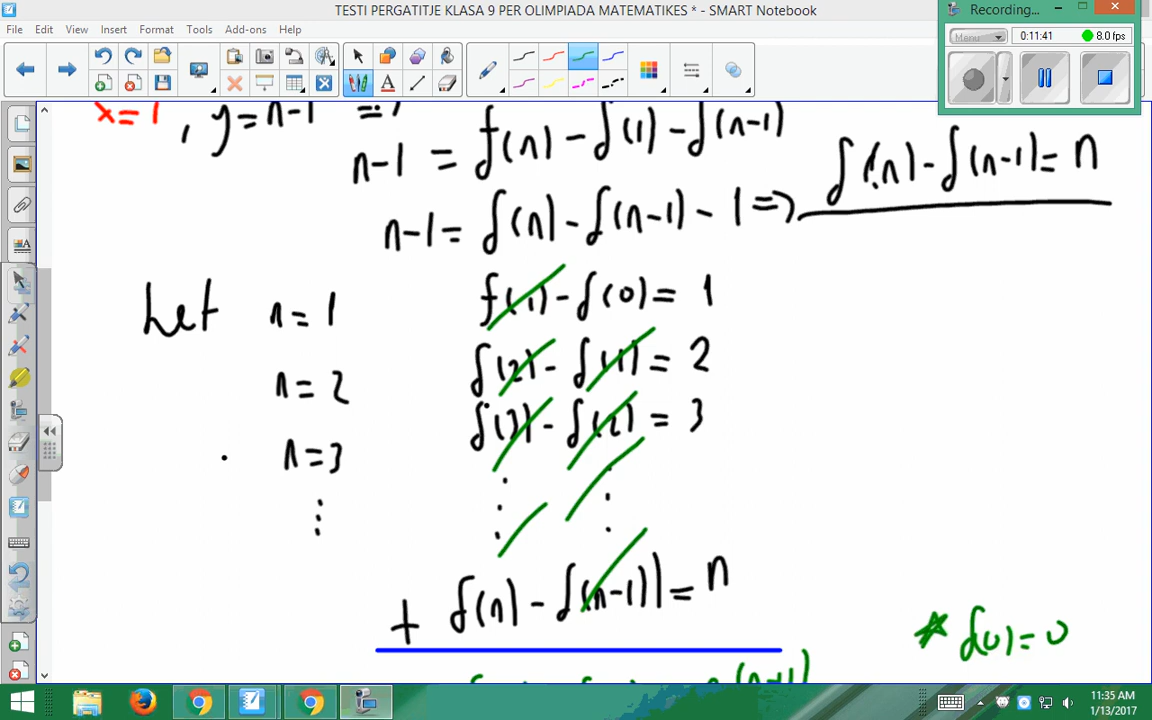 TESTI PERGATITJE KLASA 9 PER OLIMPIADA MATEMATIKES * - SMART Notebook
Recording...
File Edit View Insert Format Tools Add-ons Help
Menu 0:11:41 8.0 fps
x=1 , y=n-1 =>
n-1 = f(n) - f(1) - f(n-1)
f(n) - f(n-1) = n
n-1 = f(n) - f(n-1) - 1 =>
Let n=1 f(1) - f(0) = 1
n=2 f(2) - f(1) = 2
n=3 f(3) - f(2) = 3
+ f(n) - f(n-1) = n
* f(0)=0
(n+1)
11:35 AM
1/13/2017